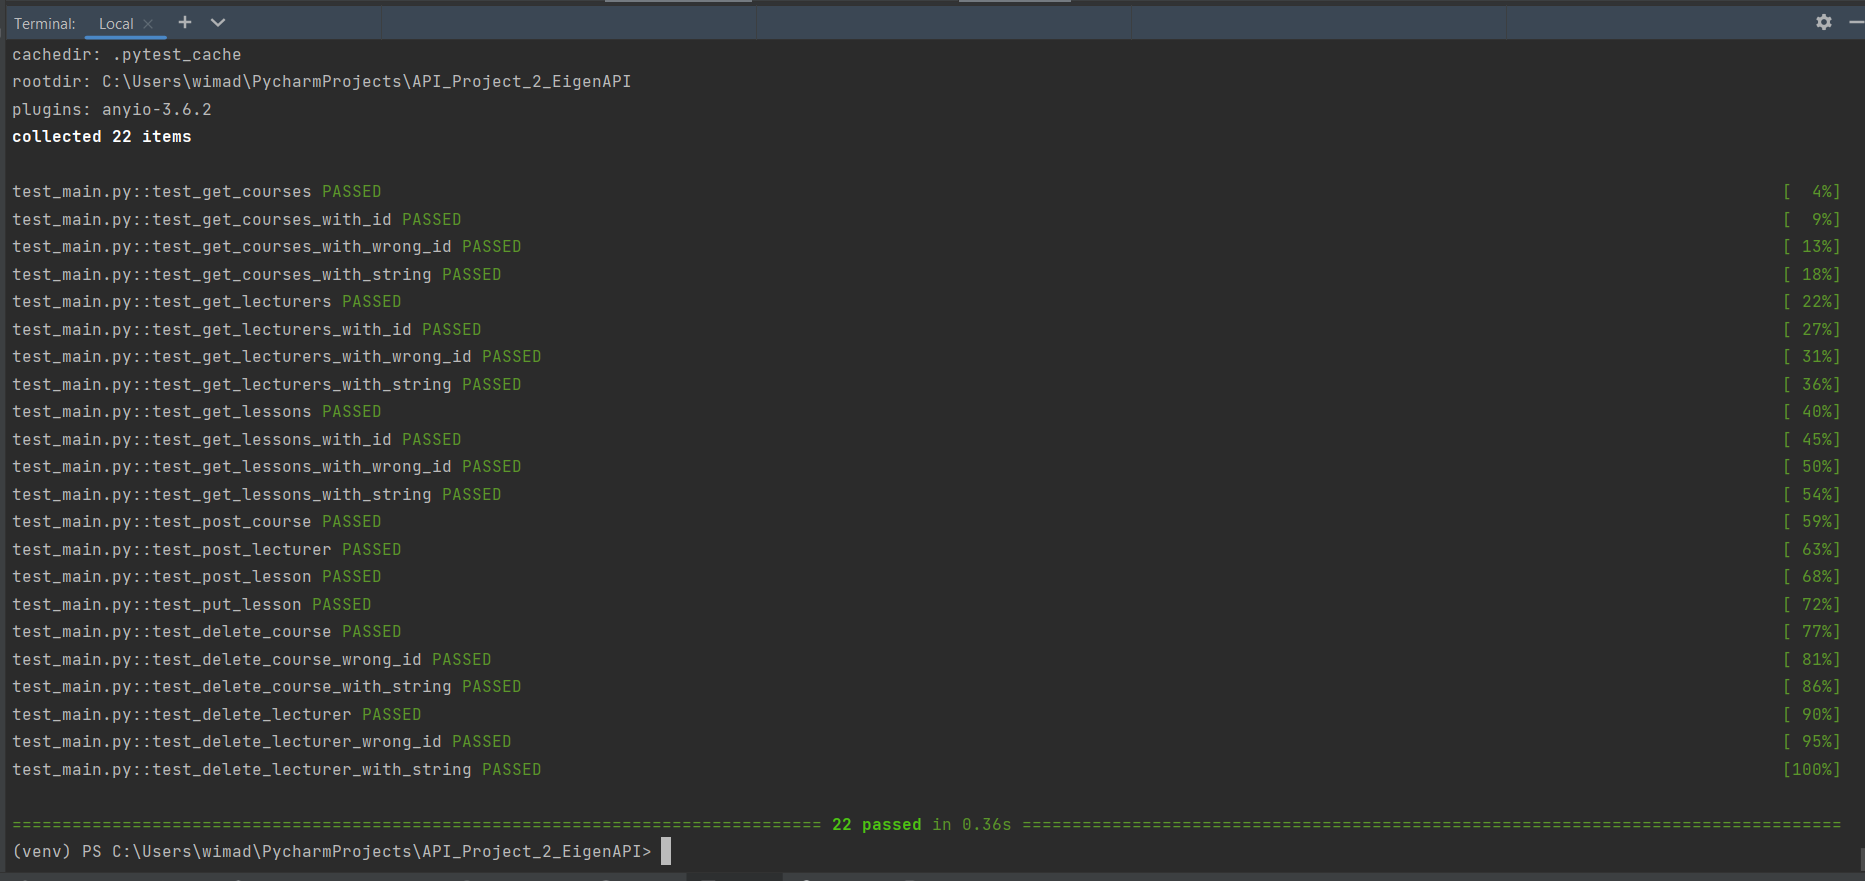 Terminal: Local
cachedir: .pytest_cache
rootdir: C:\Users\wimad\PycharmProjects\API_Project_2_EigenAPI
plugins: anyio-3.6.2
collected 22 items
test_main.py::test_get_courses PASSED [  4%]
test_main.py::test_get_courses_with_id PASSED [  9%]
test_main.py::test_get_courses_with_wrong_id PASSED [ 13%]
test_main.py::test_get_courses_with_string PASSED [ 18%]
test_main.py::test_get_lecturers PASSED [ 22%]
test_main.py::test_get_lecturers_with_id PASSED [ 27%]
test_main.py::test_get_lecturers_with_wrong_id PASSED [ 31%]
test_main.py::test_get_lecturers_with_string PASSED [ 36%]
test_main.py::test_get_lessons PASSED [ 40%]
test_main.py::test_get_lessons_with_id PASSED [ 45%]
test_main.py::test_get_lessons_with_wrong_id PASSED [ 50%]
test_main.py::test_get_lessons_with_string PASSED [ 54%]
test_main.py::test_post_course PASSED [ 59%]
test_main.py::test_post_lecturer PASSED [ 63%]
test_main.py::test_post_lesson PASSED [ 68%]
test_main.py::test_put_lesson PASSED [ 72%]
test_main.py::test_delete_course PASSED [ 77%]
test_main.py::test_delete_course_wrong_id PASSED [ 81%]
test_main.py::test_delete_course_with_string PASSED [ 86%]
test_main.py::test_delete_lecturer PASSED [ 90%]
test_main.py::test_delete_lecturer_wrong_id PASSED [ 95%]
test_main.py::test_delete_lecturer_with_string PASSED [100%]
================================================================================= 22 passed in 0.36s ==================================================================================
(venv) PS C:\Users\wimad\PycharmProjects\API_Project_2_EigenAPI>